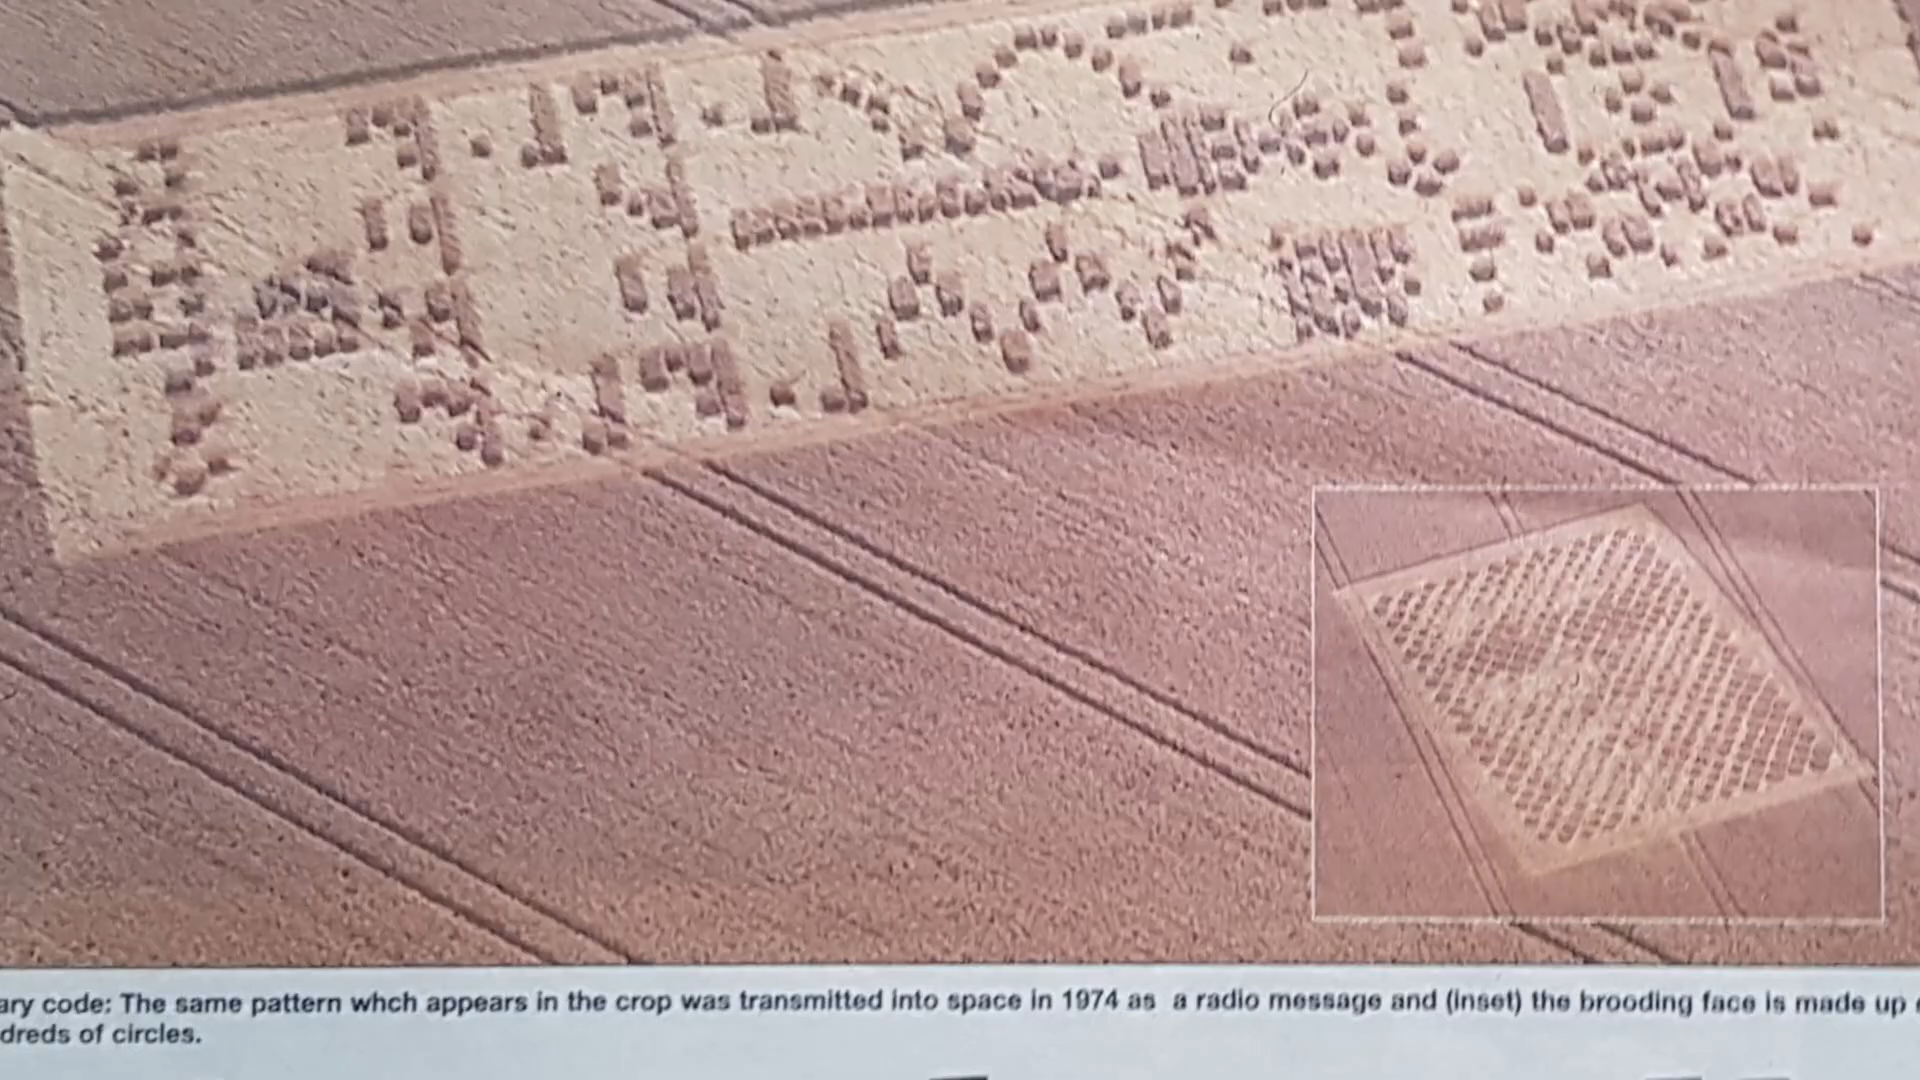 ary code: The same pattern whch appears in the crop was transmitted into space in 1974 as a radio message and (inset) the brooding face is made up
dreds of circles.